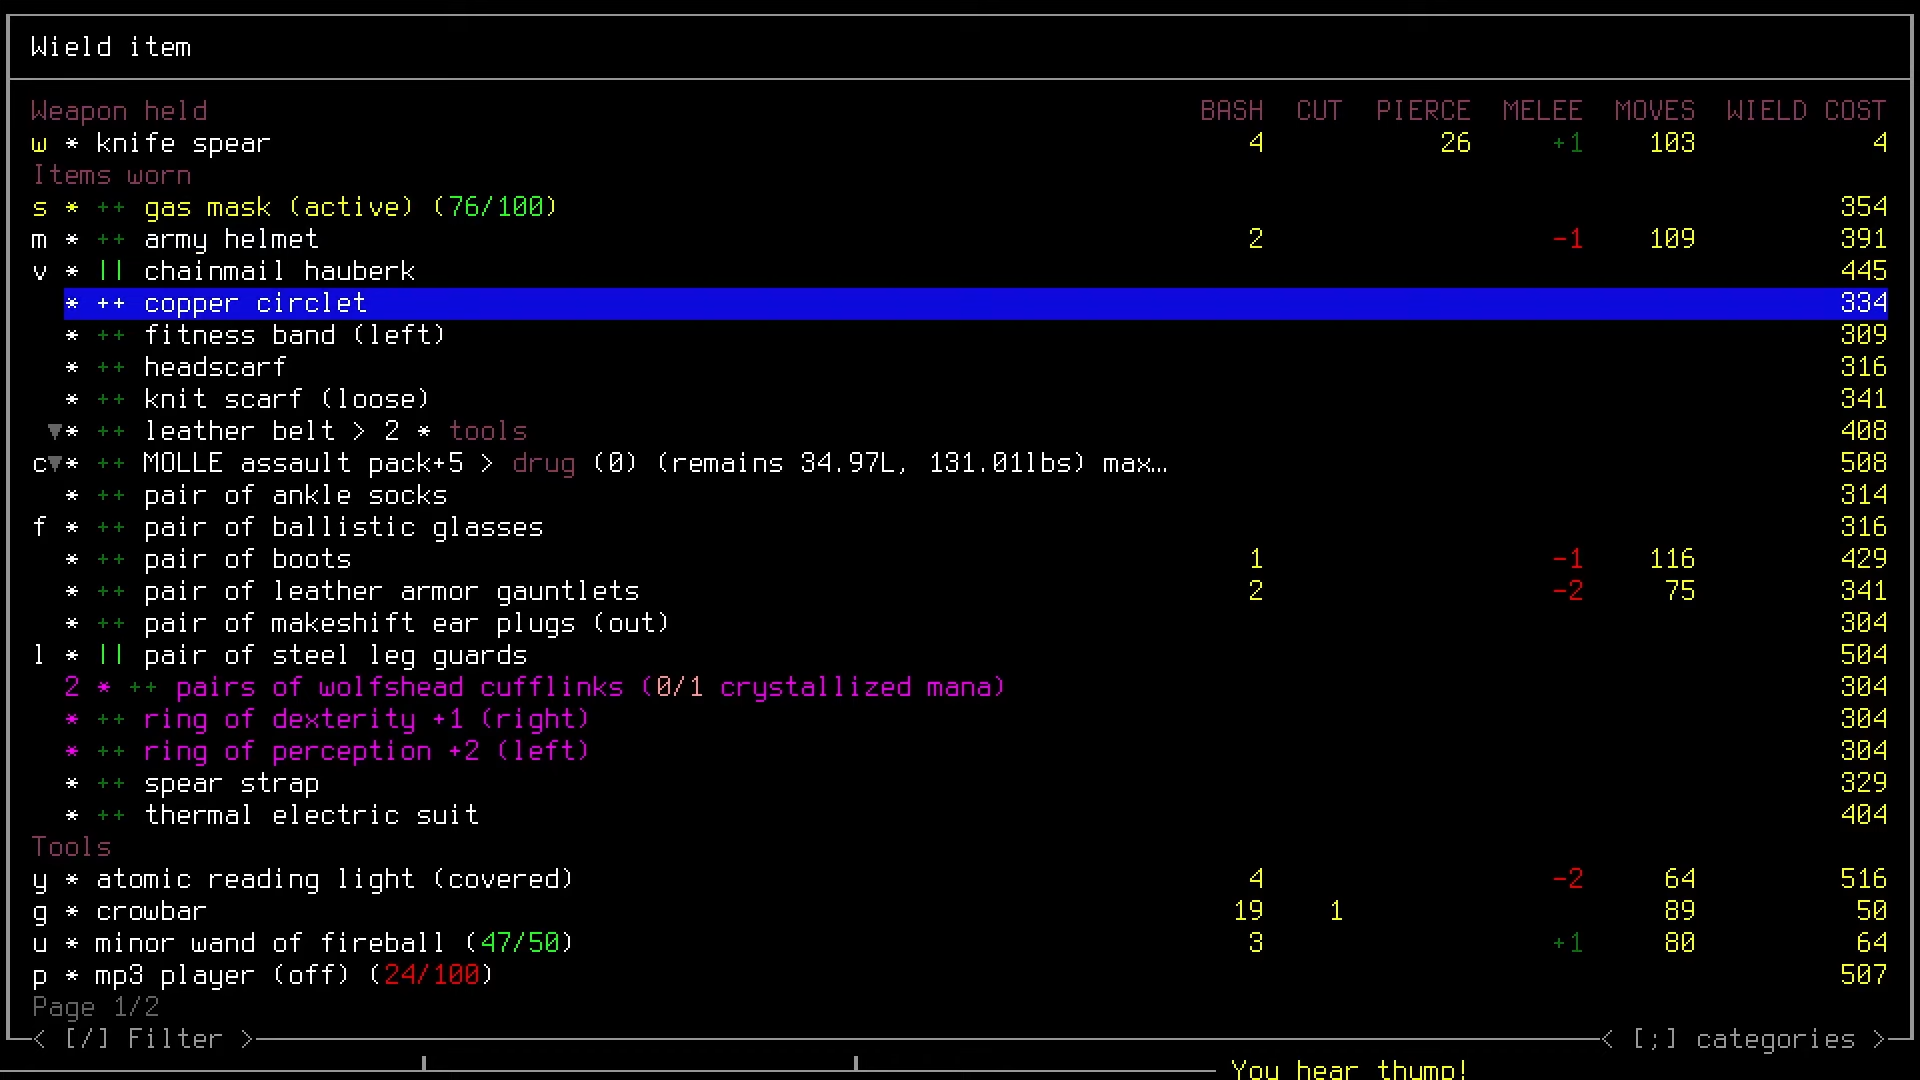 Wield item
Weapon held BASH CUT PIERCE MELEE MOVES WIELD COST
w * knife spear 4 26 +1 103 4
Items worn
s * ++ gas mask (active) (76/100) 354
m * ++ army helmet 2 -1 109 391
v * || chainmail hauberk 445
* ++ copper circlet 334
* ++ fitness band (left) 309
* ++ headscarf 316
* ++ knit scarf (loose) 341
▼* ++ leather belt > 2 * tools 408
c▼* ++ MOLLE assault pack+5 > drug (0) (remains 34.97L, 131.01lbs) max… 508
* ++ pair of ankle socks 314
f * ++ pair of ballistic glasses 316
* ++ pair of boots 1 -1 116 429
* ++ pair of leather armor gauntlets 2 -2 75 341
* ++ pair of makeshift ear plugs (out) 304
l * || pair of steel leg guards 504
2 * ++ pairs of wolfshead cufflinks (0/1 crystallized mana) 304
* ++ ring of dexterity +1 (right) 304
* ++ ring of perception +2 (left) 304
* ++ spear strap 329
* ++ thermal electric suit 404
Tools
y * atomic reading light (covered) 4 -2 64 516
g * crowbar 19 1 89 50
u * minor wand of fireball (47/50) 3 +1 80 64
p * mp3 player (off) (24/100) 507
Page 1/2
< [/] Filter > < [;] categories >
You hear thump!